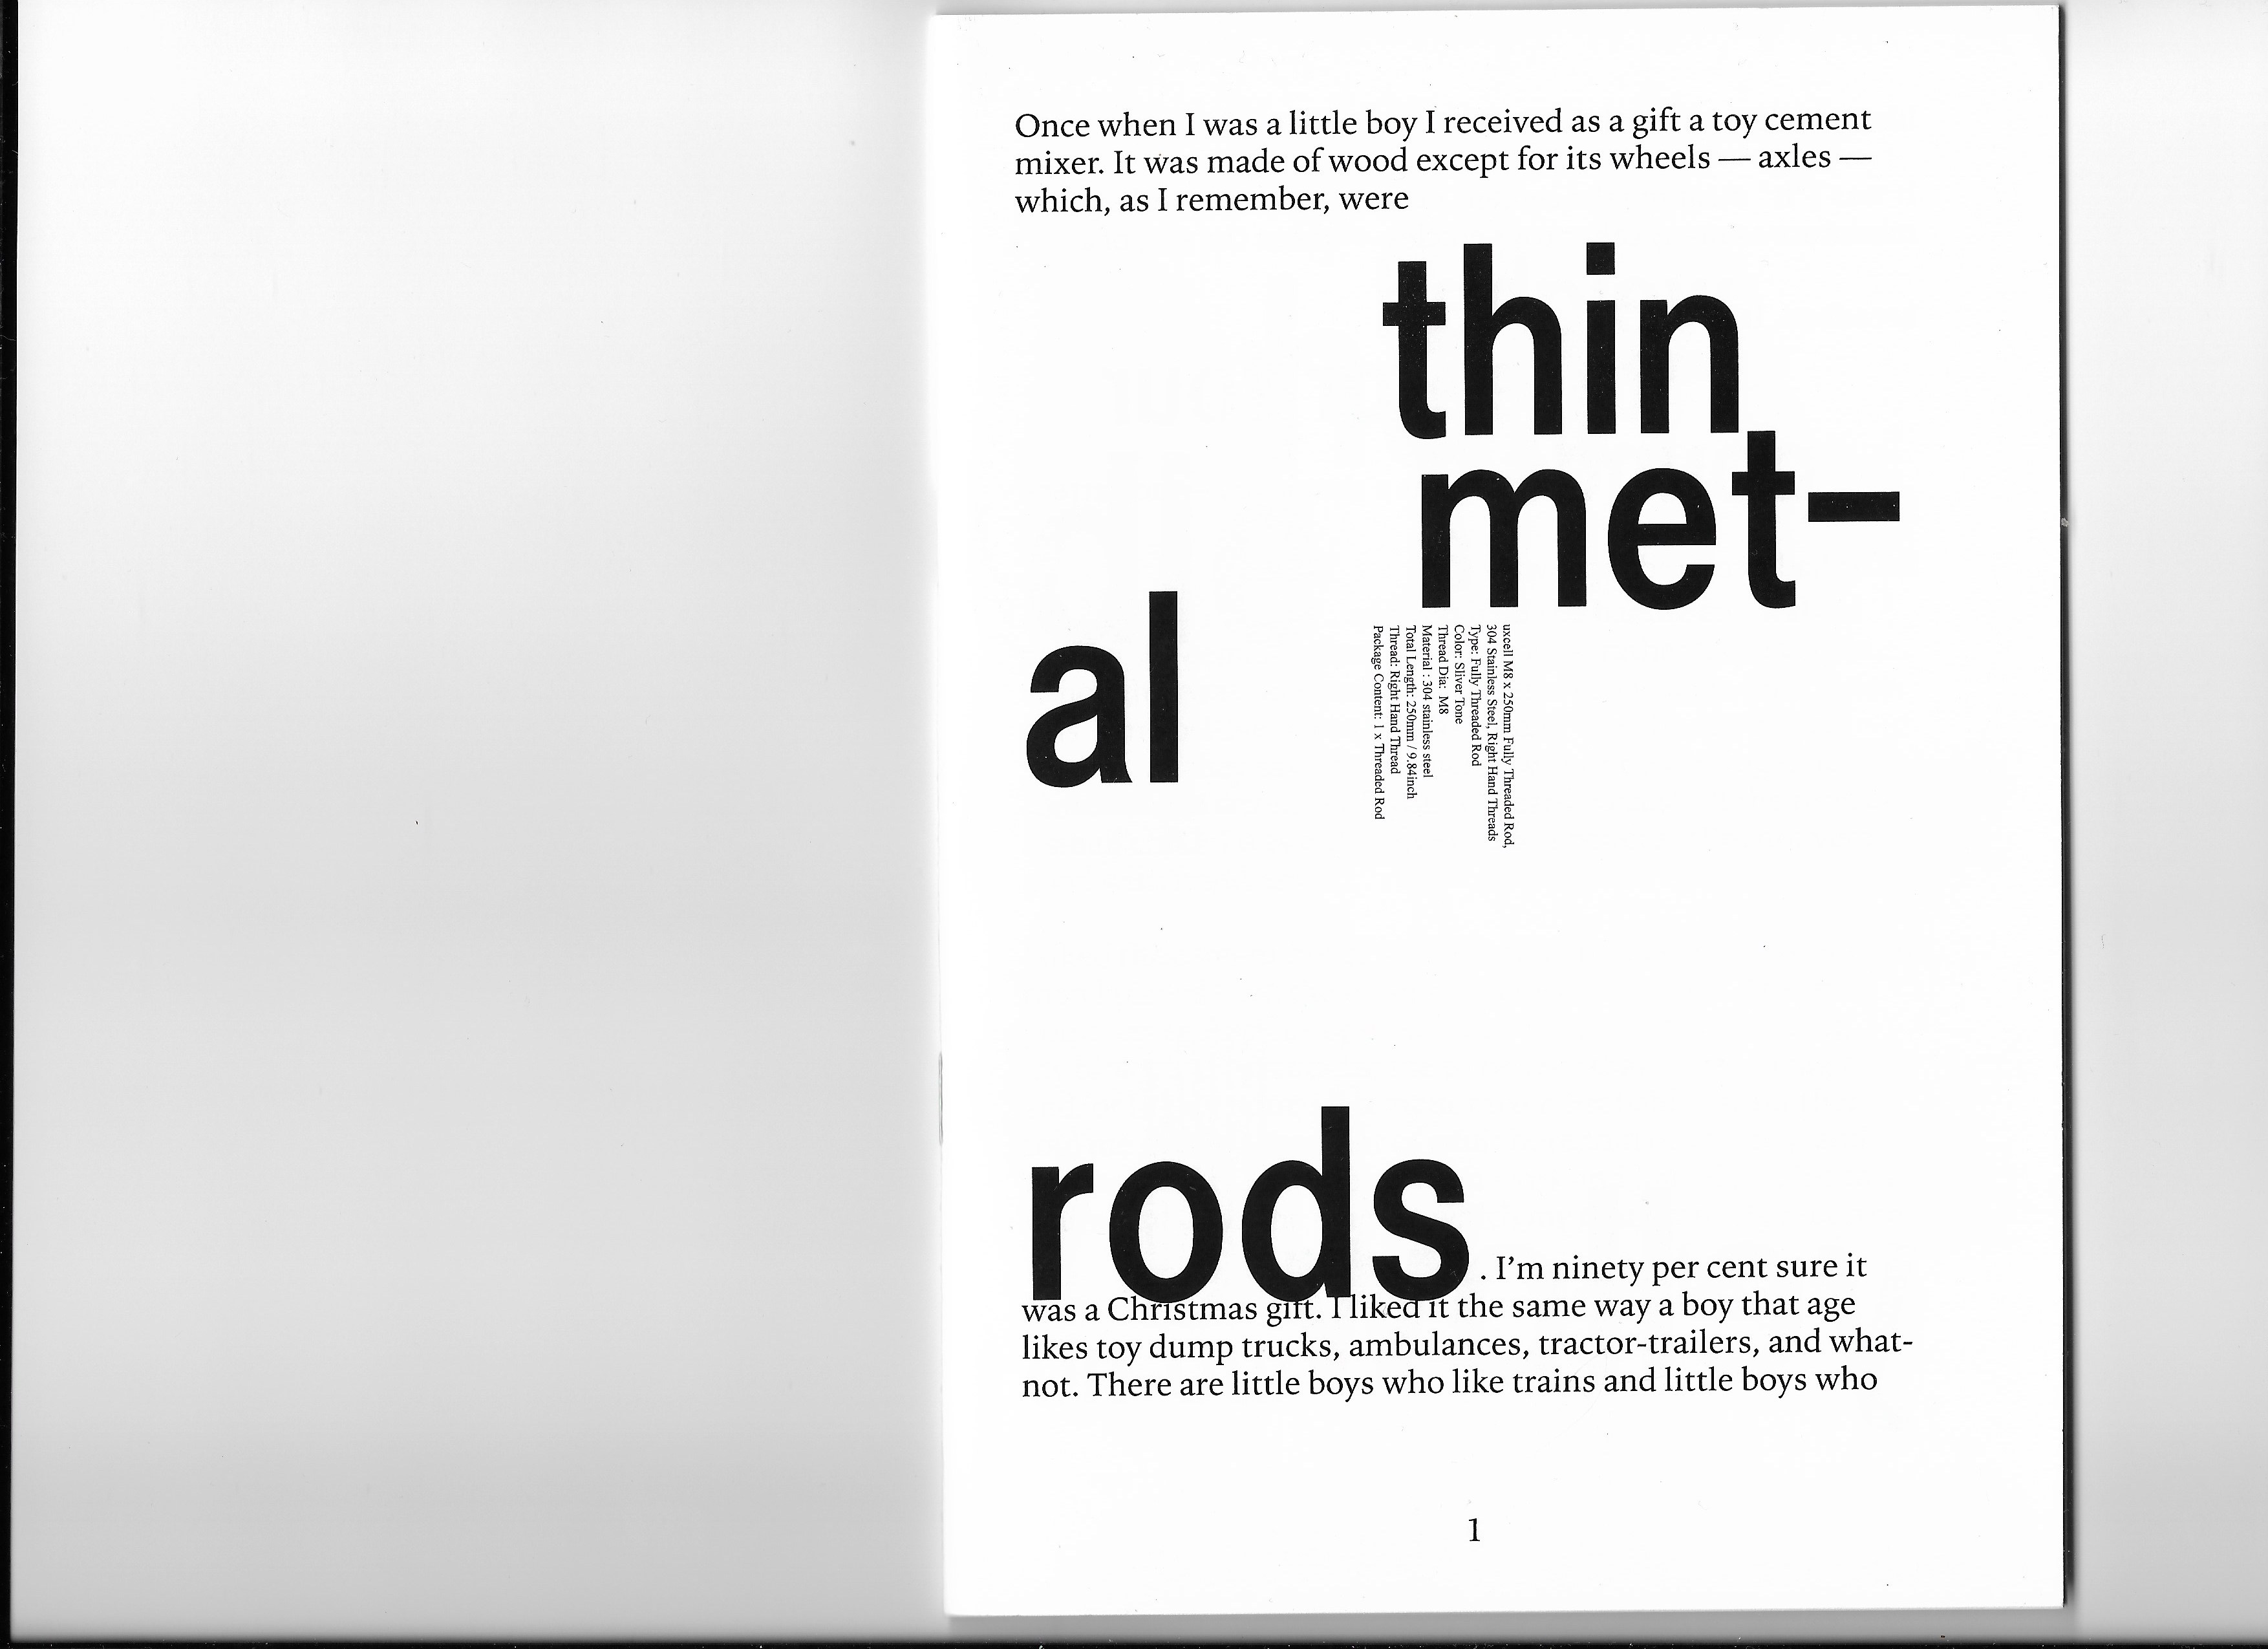 Once when I was a little boy I received as a gift a toy cement
mixer. It was made of wood except for its wheels — axles —
which, as I remember, were
thin
met-
al
uxcell M8 x 250mm Fully Threaded Rod,
304 Stainless Steel, Right Hand Threads
Type: Fully Threaded Rod
Color: Sliver Tone
Thread Dia: M8
Material : 304 stainless steel
Total Length: 250mm / 9.84inch
Thread: Right Hand Thread
Package Content: 1 x Threaded Rod
rods
. I’m ninety per cent sure it
was a Christmas gift. I liked it the same way a boy that age
likes toy dump trucks, ambulances, tractor-trailers, and what-
not. There are little boys who like trains and little boys who
1